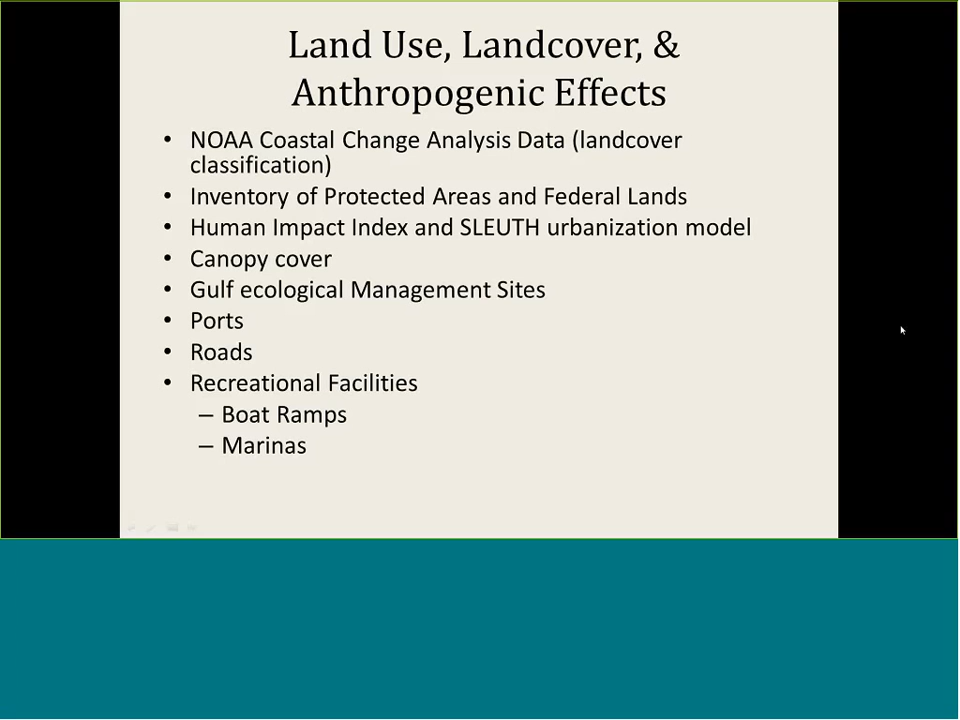 Land Use, Landcover, &
Anthropogenic Effects
• NOAA Coastal Change Analysis Data (landcover
classification)
• Inventory of Protected Areas and Federal Lands
• Human Impact Index and SLEUTH urbanization model
• Canopy cover
• Gulf ecological Management Sites
• Ports
• Roads
• Recreational Facilities
– Boat Ramps
– Marinas